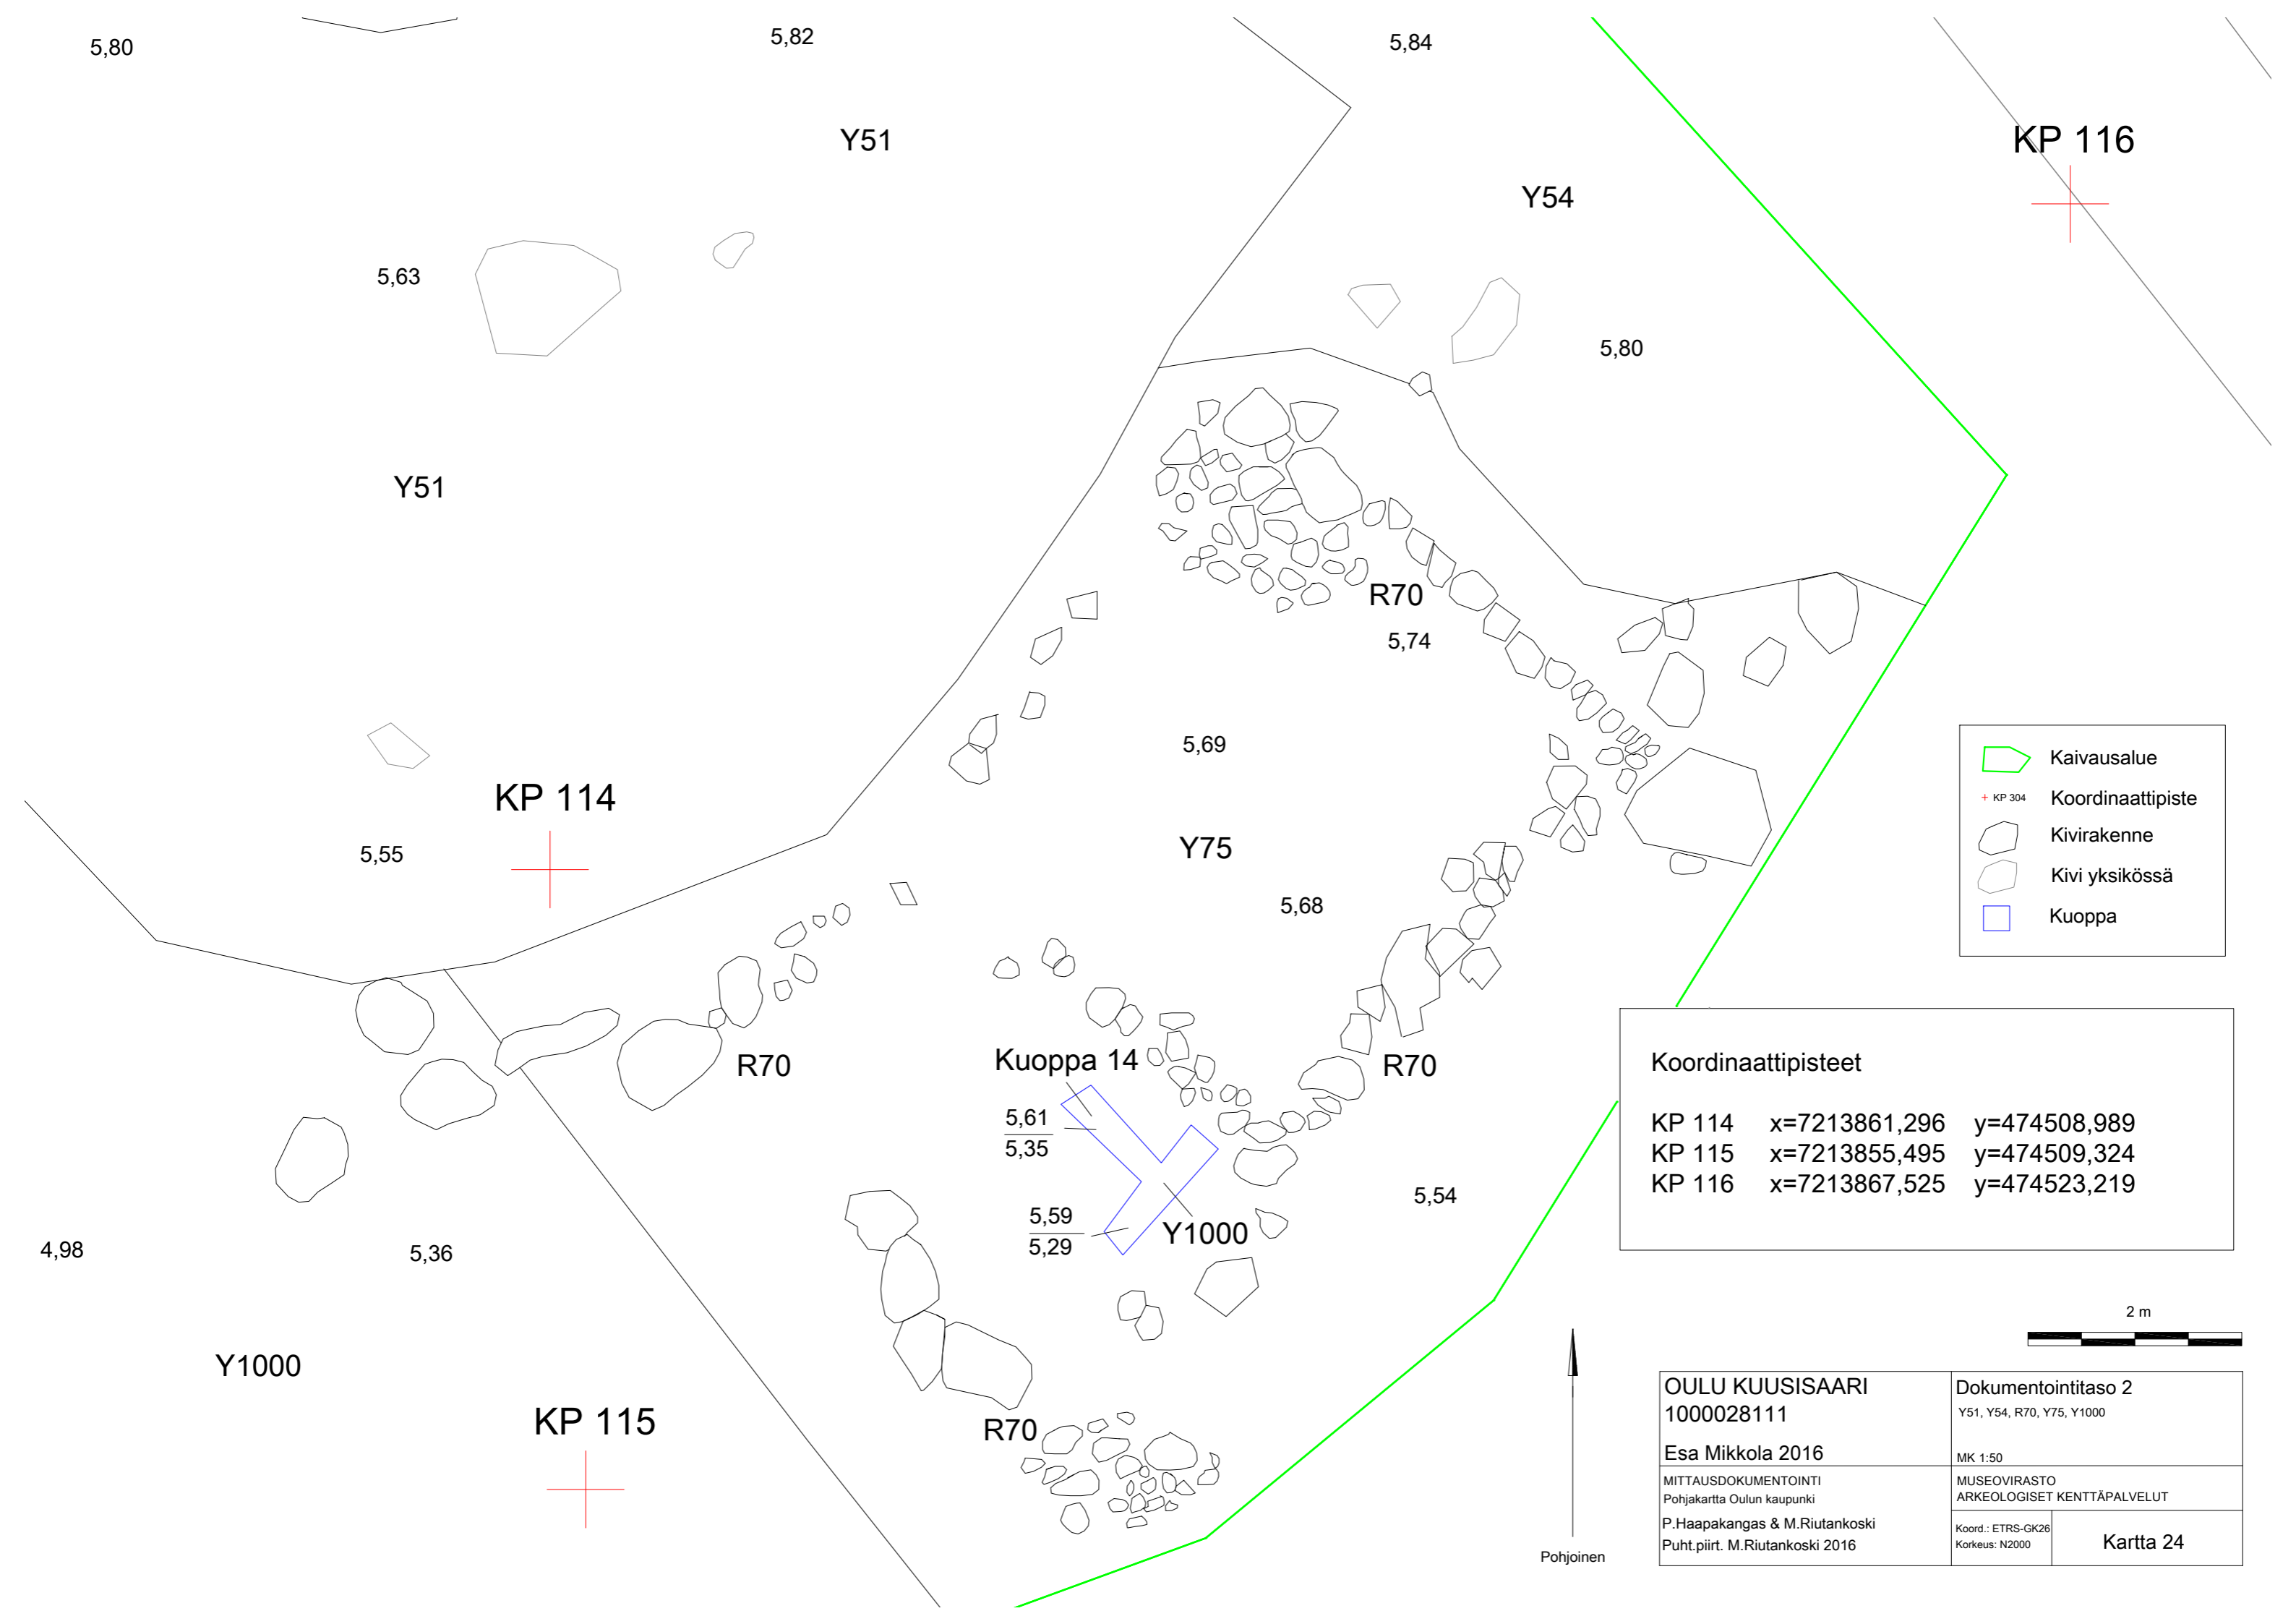 5,80
5,82
5,84
Y51
KP 116
Y54
5,63
5,80
Y51
R70
5,74
5,69
KP 114
Y75
5,55
5,68
Kaivausalue
KP 304 Koordinaattipiste
Kivirakenne
Kivi yksikössä
Kuoppa
R70
Kuoppa 14
R70
5,61
5,35
5,59
5,29
Y1000
5,54
4,98
5,36
Koordinaattipisteet
KP 114 x=7213861,296 y=474508,989
KP 115 x=7213855,495 y=474509,324
KP 116 x=7213867,525 y=474523,219
2 m
Y1000
KP 115
R70
Pohjoinen
OULU KUUSISAARI
1000028111
Esa Mikkola 2016
Dokumentointitaso 2
Y51, Y54, R70, Y75, Y1000
MK 1:50
MITTAUSDOKUMENTOINTI
Pohjakartta Oulun kaupunki
P.Haapakangas & M.Riutankoski
Puht.piirt. M.Riutankoski 2016
MUSEOVIRASTO
ARKEOLOGISET KENTTÄPALVELUT
Koord.: ETRS-GK26
Korkeus: N2000
Kartta 24